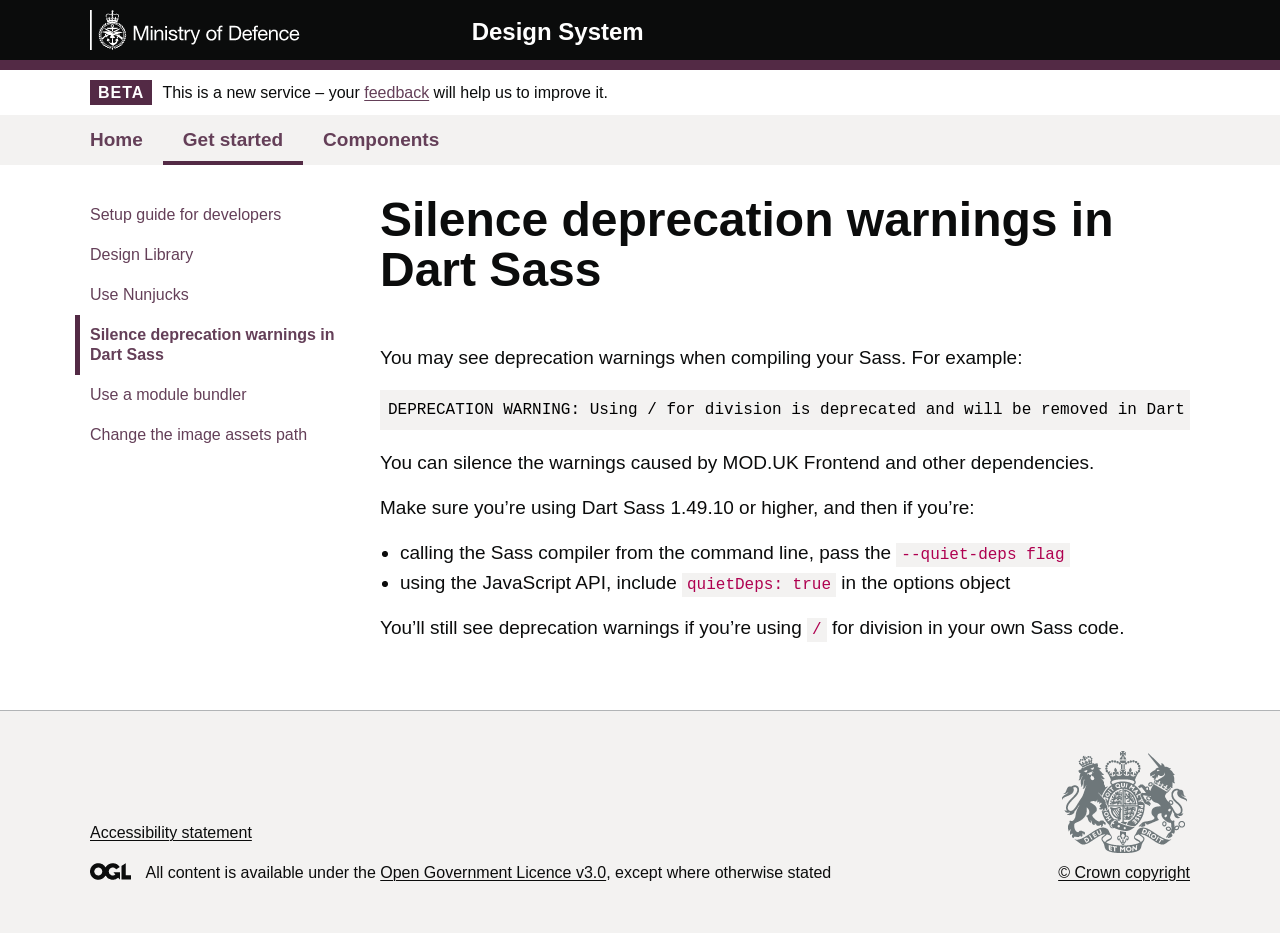 Ministry of Defence
Design System
BETA This is a new service – your feedback will help us to improve it.
Home Get started Components
Setup guide for developers
Design Library
Use Nunjucks
Silence deprecation warnings in
Dart Sass
Use a module bundler
Change the image assets path
Silence deprecation warnings in
Dart Sass
You may see deprecation warnings when compiling your Sass. For example:
DEPRECATION WARNING: Using / for division is deprecated and will be removed in Dart
You can silence the warnings caused by MOD.UK Frontend and other dependencies.
Make sure you’re using Dart Sass 1.49.10 or higher, and then if you’re:
• calling the Sass compiler from the command line, pass the --quiet-deps flag
• using the JavaScript API, include quietDeps: true in the options object
You’ll still see deprecation warnings if you’re using / for division in your own Sass code.
Accessibility statement
OGL All content is available under the Open Government Licence v3.0, except where otherwise stated
DIEU ET MON DROIT
© Crown copyright